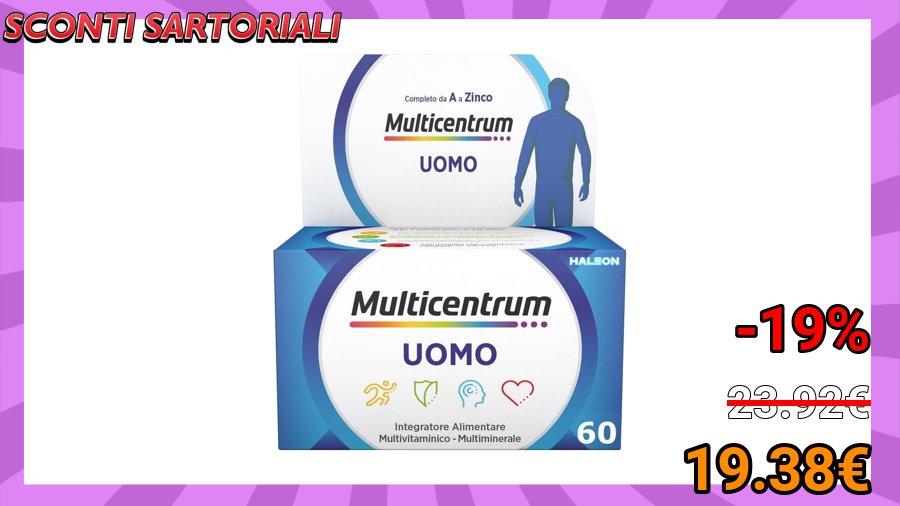 SCONTI SARTORIALI
Completo da A a Zinco
Multicentrum
UOMO
HALEON
Multicentrum
UOMO
Integratore Alimentare
Multivitaminico - Multiminerale
60
-19%
23.92€
19.38€